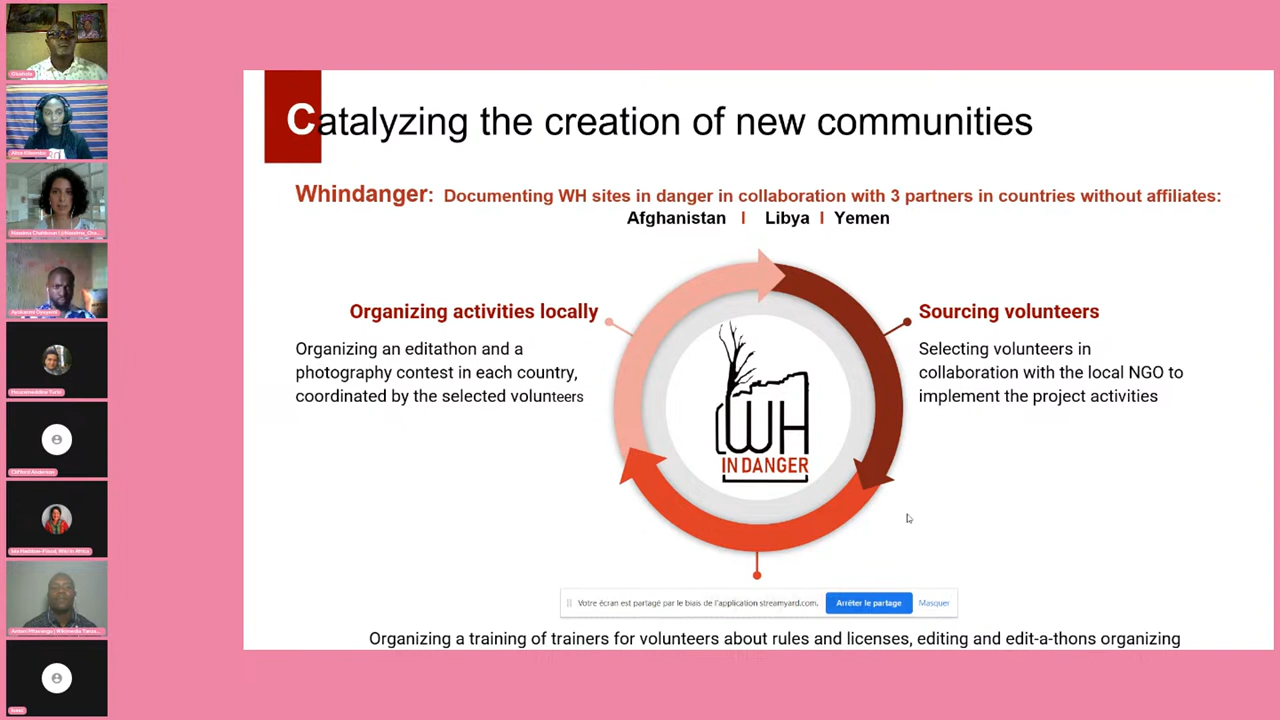 Catalyzing the creation of new communities
Whindanger: Documenting WH sites in danger in collaboration with 3 partners in countries without affiliates:
Afghanistan I Libya I Yemen
Organizing activities locally
Organizing an editathon and a
photography contest in each country,
coordinated by the selected volunteers
Sourcing volunteers
Selecting volunteers in
collaboration with the local NGO to
implement the project activities
WH
IN DANGER
Votre écran est partagé par le biais de l'application streamyard.com.
Arrêter le partage
Masquer
Organizing a training of trainers for volunteers about rules and licenses, editing and edit-a-thons organizing
Clifford Anderson